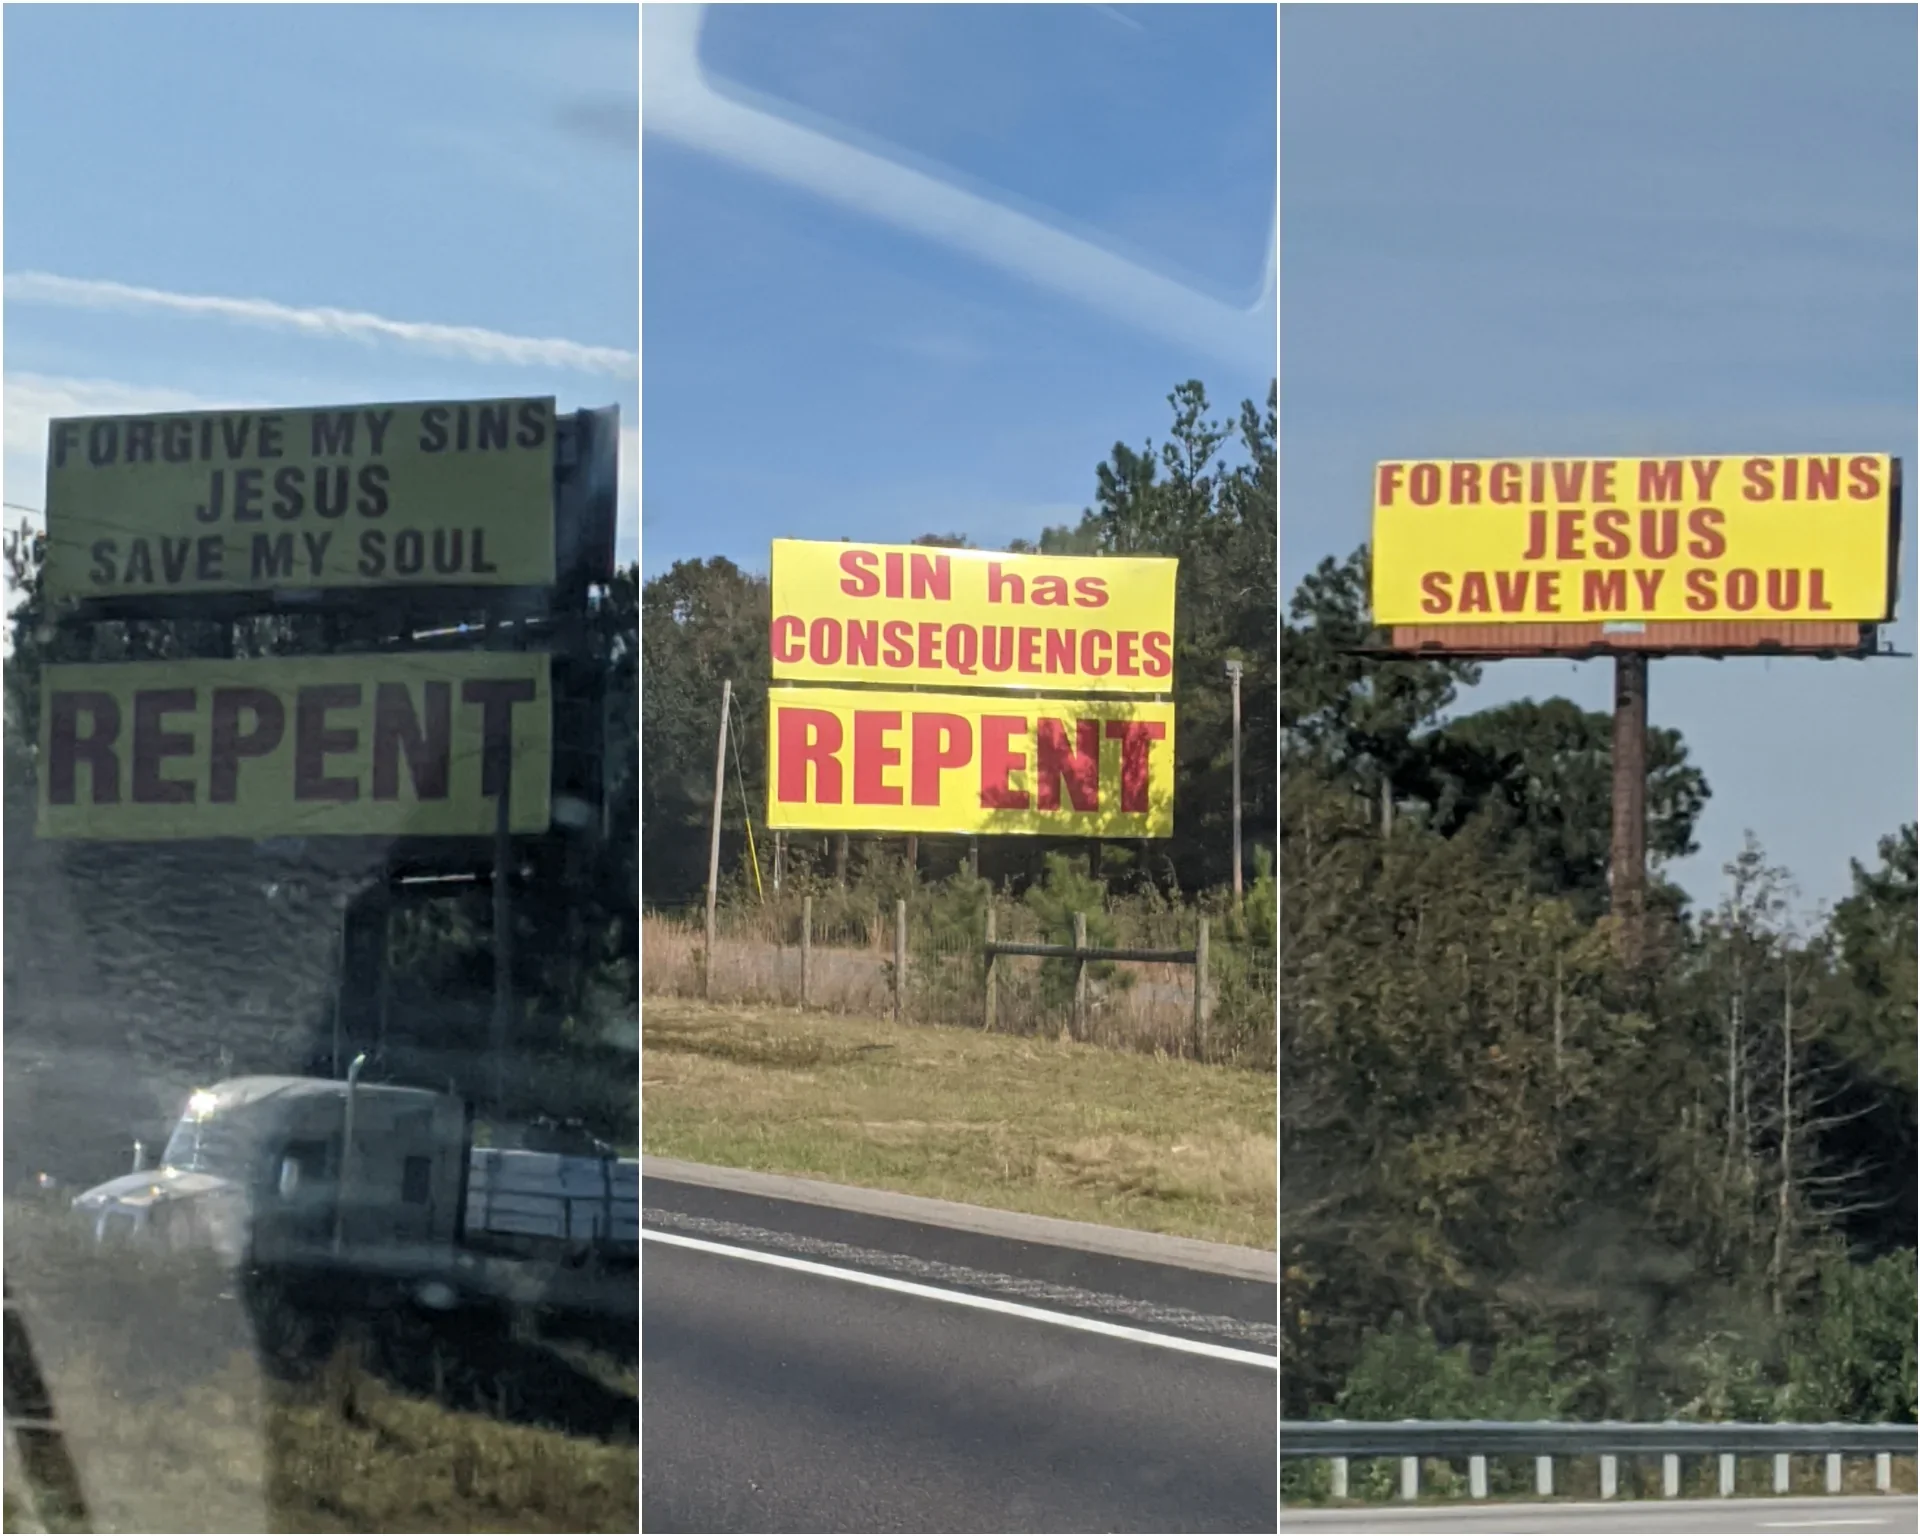 FORGIVE MY SINS
JESUS
SAVE MY SOUL
REPENT
SIN has
CONSEQUENCES
REPENT
FORGIVE MY SINS
JESUS
SAVE MY SOUL